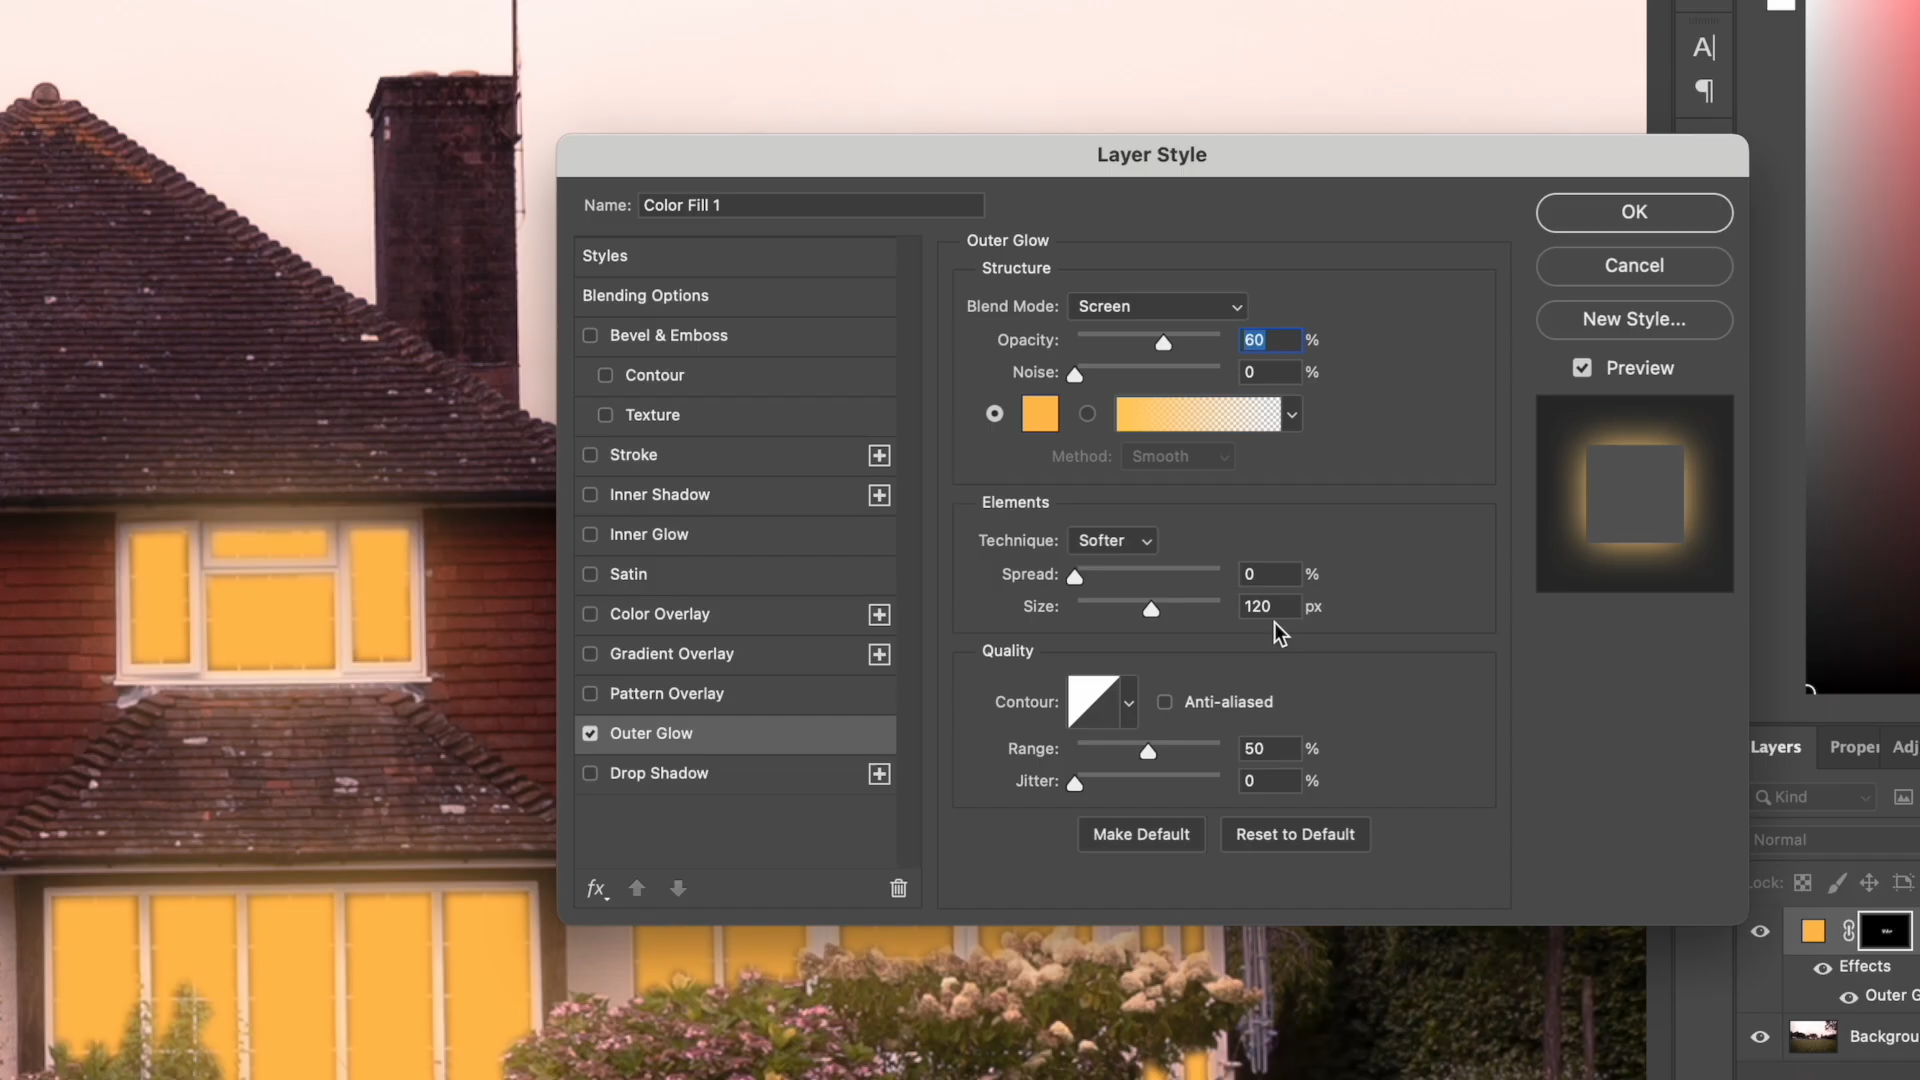 A|
¶
Layer Style
Name: Color Fill 1
OK
Cancel
New Style...
Preview
Styles
Blending Options
Bevel & Emboss
Contour
Texture
Stroke
Inner Shadow
Inner Glow
Satin
Color Overlay
Gradient Overlay
Pattern Overlay
Outer Glow
Drop Shadow
fx
Outer Glow
Structure
Blend Mode: Screen
Opacity: 60 %
Noise: 0 %
Method: Smooth
Elements
Technique: Softer
Spread: 0 %
Size: 120 px
Quality
Contour: Anti-aliased
Range: 50 %
Jitter: 0 %
Make Default Reset to Default
Layers Proper Adj
Kind
Normal
Lock:
Effects
Outer G
Backgrou